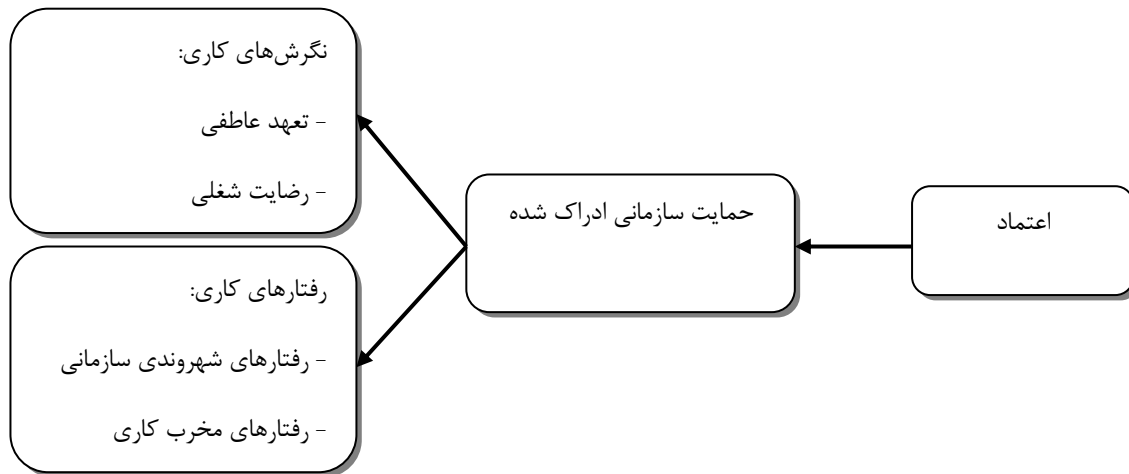 اعتماد
حمایت سازمانی ادراک شده
نگرش‌های کاری:
- تعهد عاطفی
- رضایت شغلی
رفتارهای کاری:
- رفتارهای شهروندی سازمانی
- رفتارهای مخرب کاری